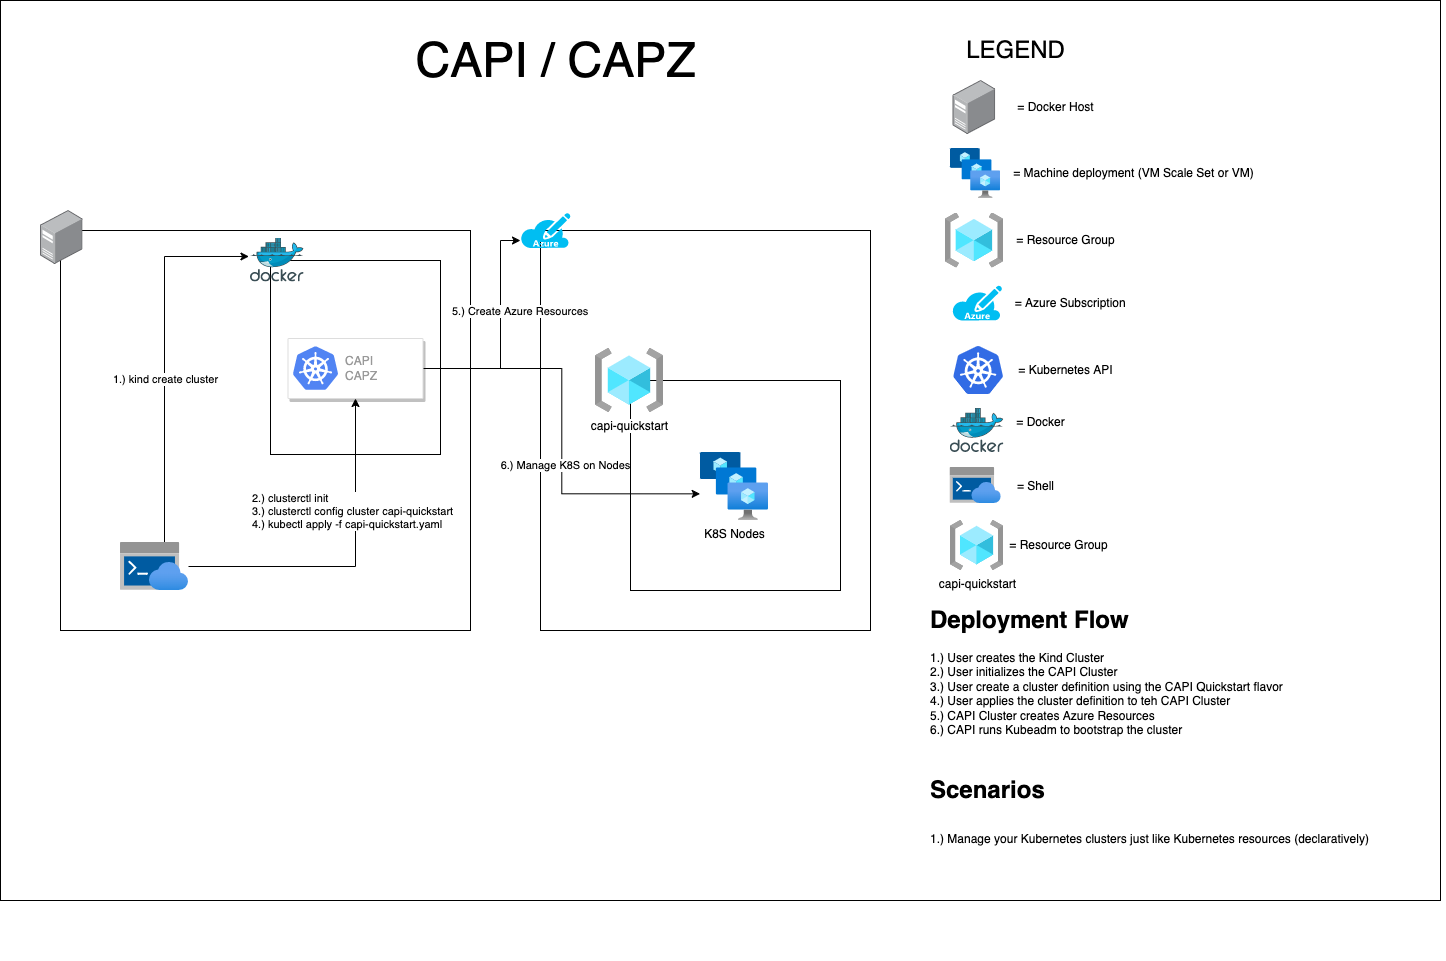 CAPI / CAPZ
LEGEND
= Docker Host
= Machine deployment (VM Scale Set or VM)
= Resource Group
Azure
= Azure Subscription
= Kubernetes API
docker
= Docker
= Shell
= Resource Group
capi-quickstart
docker
Azure
5.) Create Azure Resources
CAPI
CAPZ
1.) kind create cluster
capi-quickstart
6.) Manage K8S on Nodes
2.) clusterctl init
3.) clusterctl config cluster capi-quickstart
4.) kubectl apply -f capi-quickstart.yaml
K8S Nodes
Deployment Flow
1.) User creates the Kind Cluster
2.) User initializes the CAPI Cluster
3.) User create a cluster definition using the CAPI Quickstart flavor
4.) User applies the cluster definition to teh CAPI Cluster
5.) CAPI Cluster creates Azure Resources
6.) CAPI runs Kubeadm to bootstrap the cluster
Scenarios
1.) Manage your Kubernetes clusters just like Kubernetes resources (declaratively)